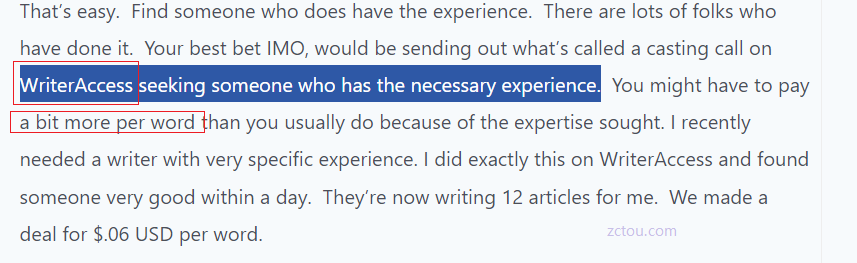 That's easy.  Find someone who does have the experience.  There are lots of folks who
have done it.  Your best bet IMO, would be sending out what's called a casting call on
WriterAccess seeking someone who has the necessary experience.  You might have to pay
a bit more per word than you usually do because of the expertise sought. I recently
needed a writer with very specific experience. I did exactly this on WriterAccess and found
someone very good within a day.  They're now writing 12 articles for me.  We made a
deal for $.06 USD per word.
zctou.com